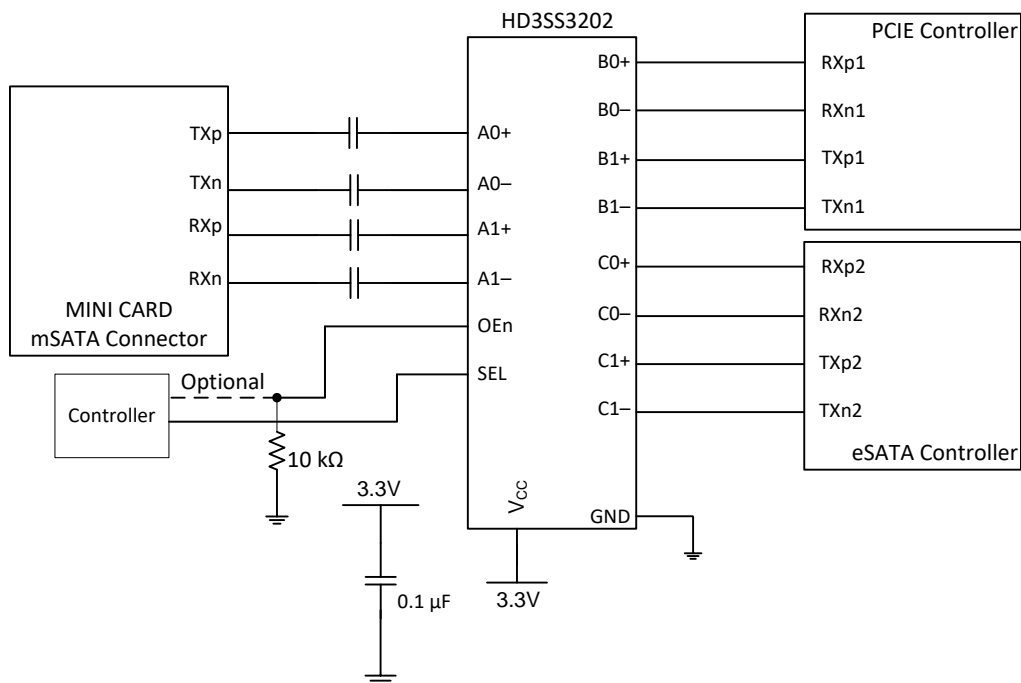 HD3SS3202
MINI CARD
mSATA Connector
TXp
TXn
RXp
RXn
A0+
A0–
A1+
A1–
OEn
SEL
B0+
B0–
B1+
B1–
C0+
C0–
C1+
C1–
GND
VCC
3.3V
PCIE Controller
RXp1
RXn1
TXp1
TXn1
RXp2
RXn2
TXp2
TXn2
eSATA Controller
Controller
Optional
10 kΩ
3.3V
0.1 µF